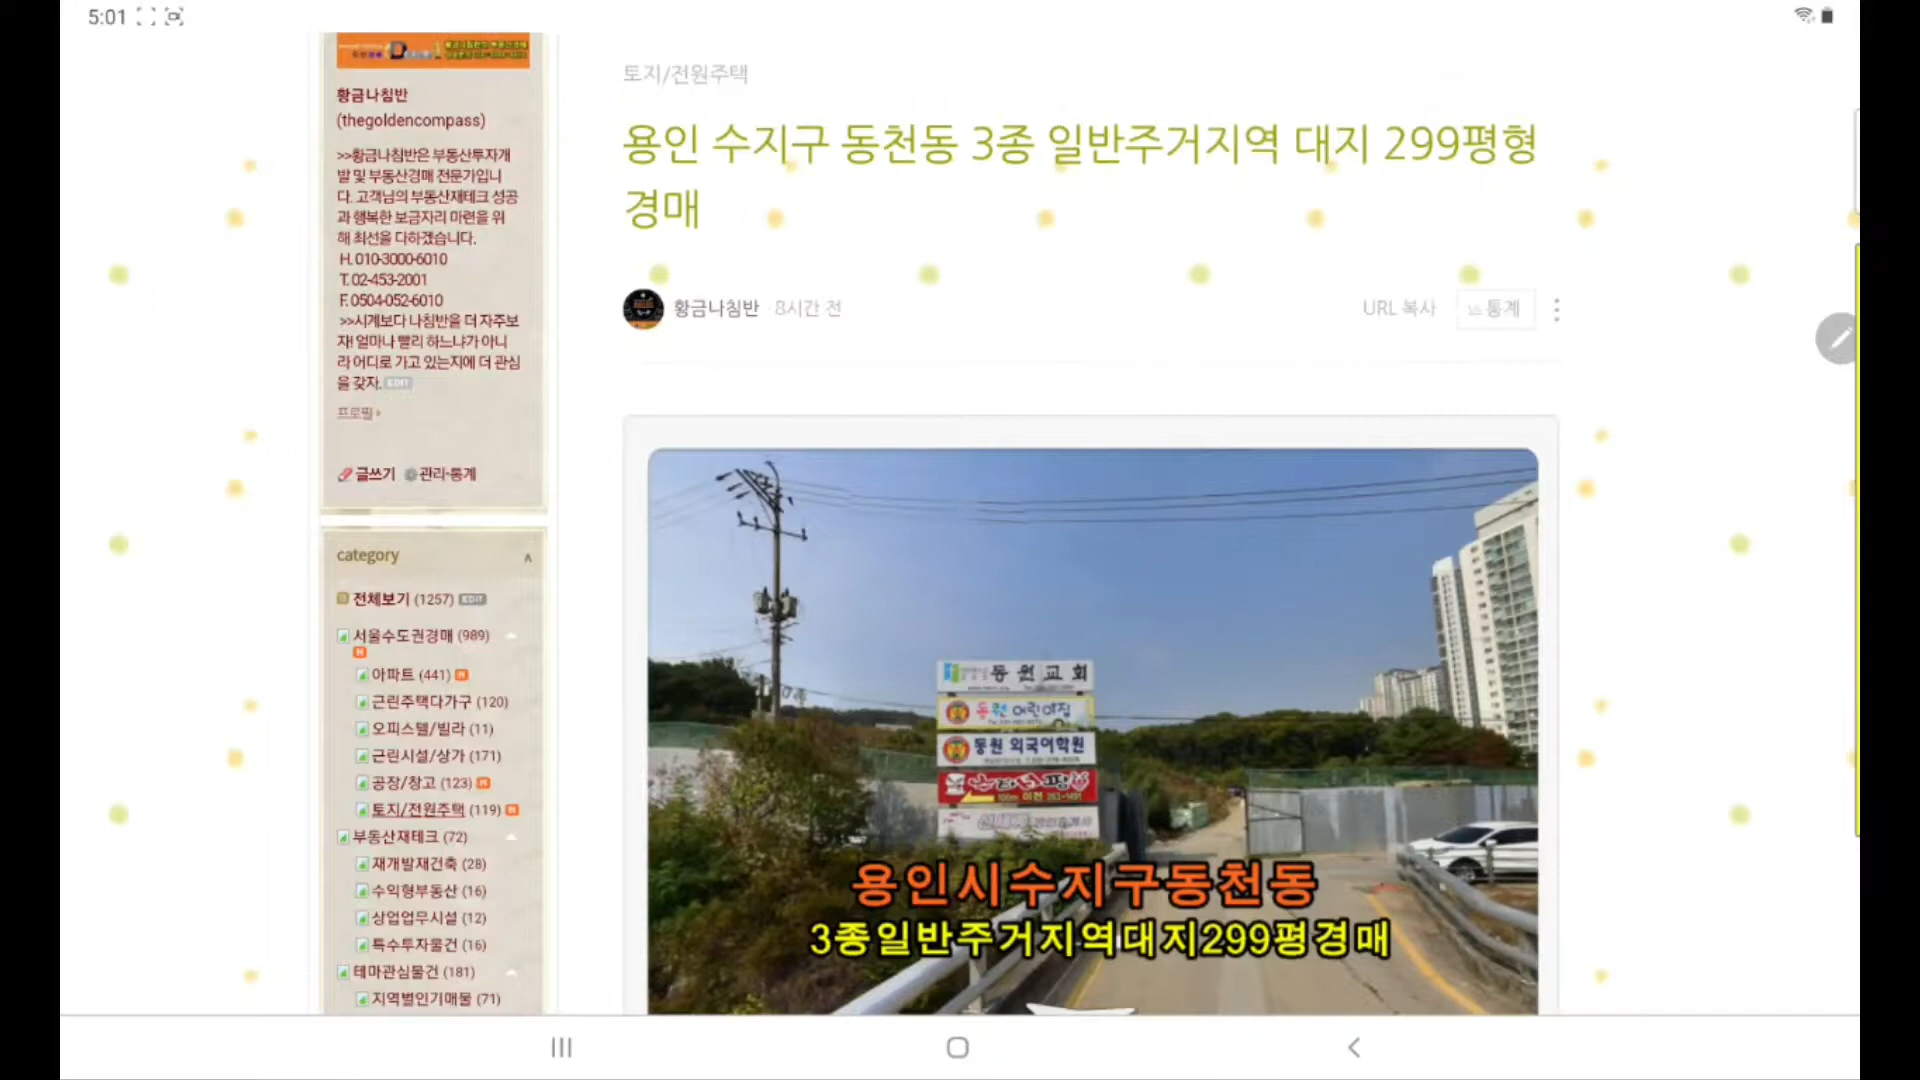 5:01
황금나침반
(thegoldencompass)
>>황금나침반은 부동산투자개
발 및 부동산경매 전문가입니
다. 고객님의 부동산재테크 성공
과 행복한 보금자리 마련을 위
해 최선을 다하겠습니다.
H. 010-3000-6010
T. 02-453-2001
F. 0504-052-6010
>>시계보다 나침반을 더 자주보
자! 얼마나 빨리 하느냐가 아니
라 어디로 가고 있는지에 더 관심
을 갖자. EDIT
프로필 »
글쓰기 관리·통계
category
전체보기 (1257) EDIT
서울수도권경매 (989)
아파트 (441)
근린주택다가구 (120)
오피스텔/빌라 (11)
근린시설/상가 (171)
공장/창고 (123)
토지/전원주택 (119)
부동산재테크 (72)
재개발재건축 (28)
수익형부동산 (16)
상업업무시설 (12)
특수투자물건 (16)
테마관심물건 (181)
지역별인기매물 (71)
토지/전원주택
용인 수지구 동천동 3종 일반주거지역 대지 299평형
경매
황금나침반 · 8시간 전
URL 복사 통계
동원교회
동원 어린이집
동원 외국어학원
용인시수지구동천동
3종일반주거지역대지299평경매